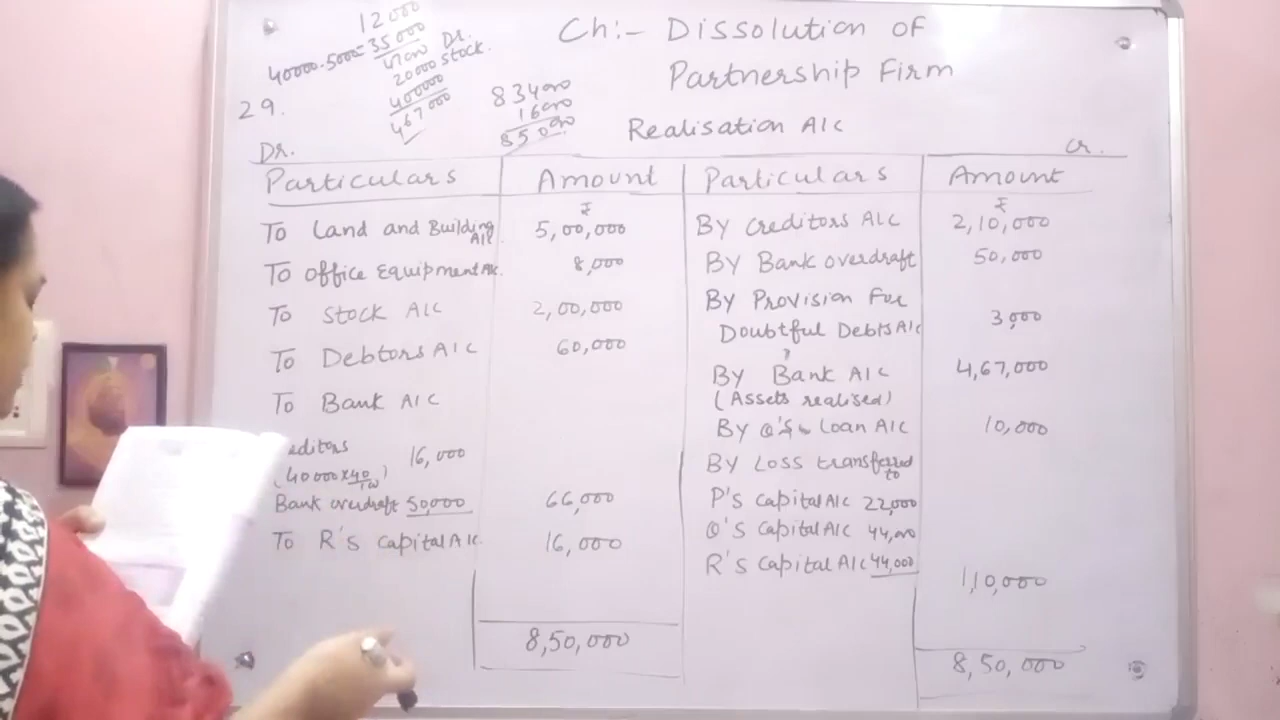 12000
40000-5000=35000
47000 Dr.
20000 Stock.
400000
467000
83400
1600
85000
Ch:- Dissolution of
Partnership Firm
29.
Realisation A/c
Dr.
Cr.
Particulars Amount Particulars Amount
₹ ₹
To Land and Building A/c 5,00,000
To Office Equipment A/c. 8,000
To Stock A/c 2,00,000
To Debtors A/c 60,000
To Bank A/c
editors 16,000
(40000x40/100)
Bank overdraft 50,000 66,000
To R's Capital A/c. 16,000
8,50,000
By Creditors A/c 2,10,000
By Bank overdraft 50,000
By Provision For
Doubtful Debts A/c 3,000
By Bank A/c 4,67,000
(Assets realised)
By Q's Loan A/c 10,000
By Loss transferred to
P's Capital A/c 22,000
Q's Capital A/c 44,000
R's Capital A/c 44,000
1,10,000
8,50,000